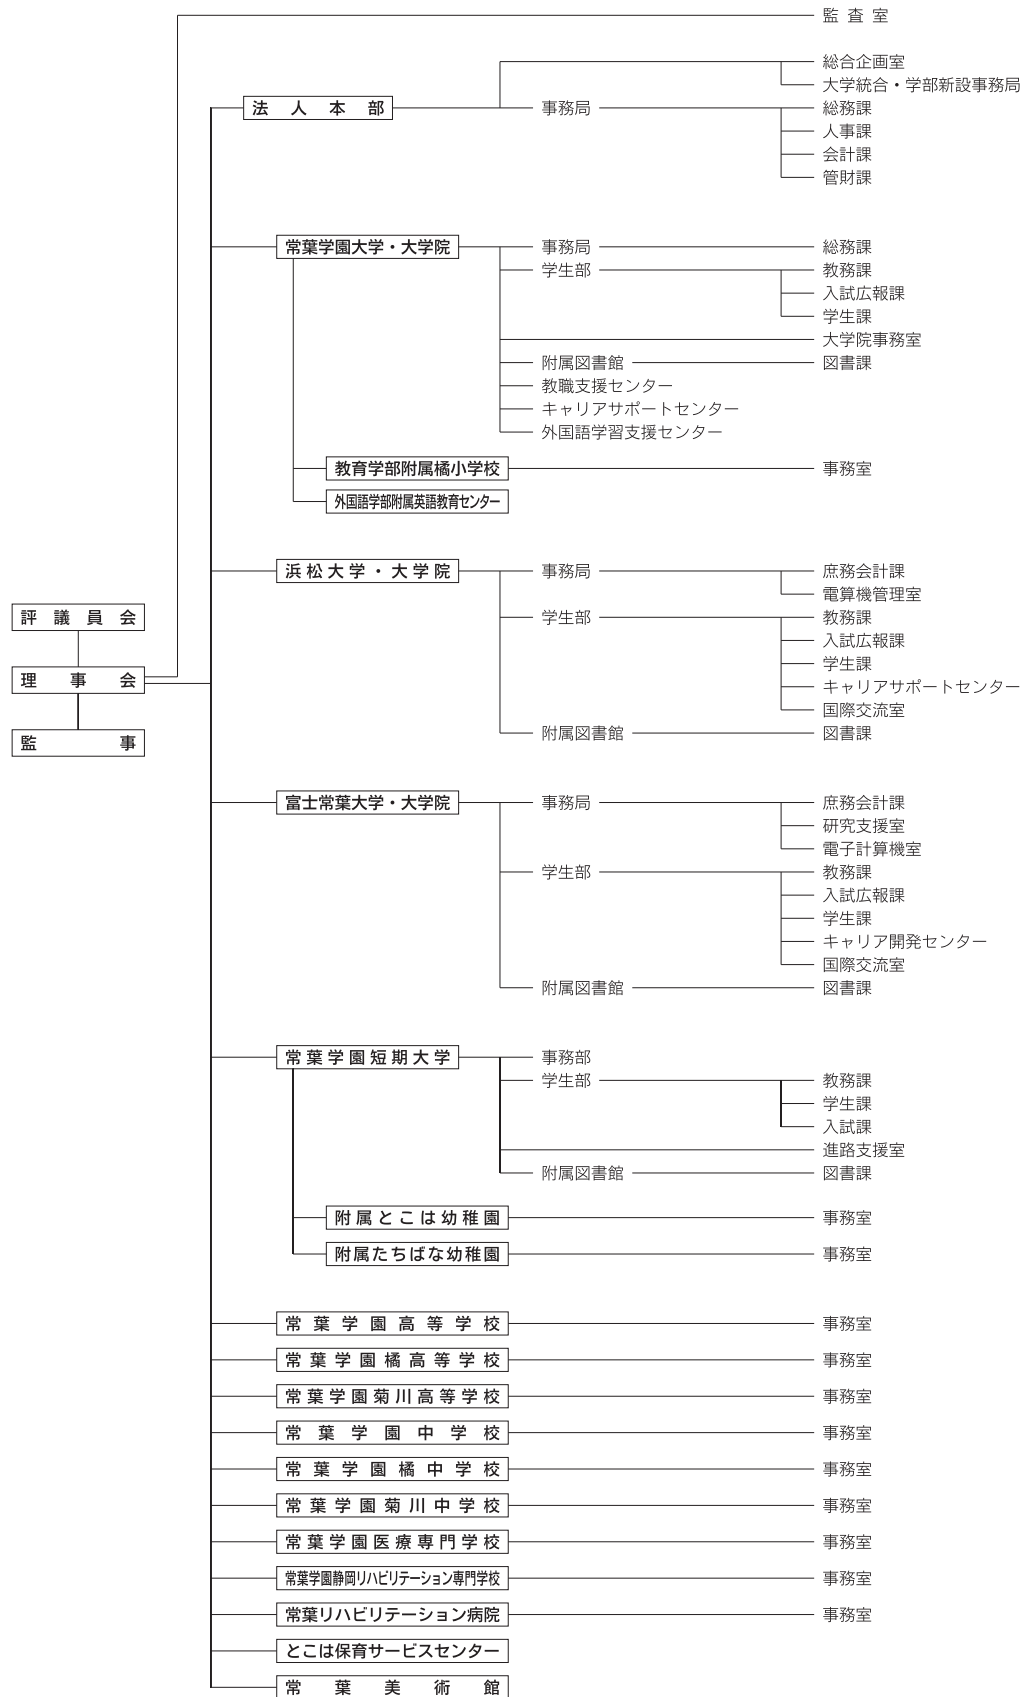 監査室
総合企画室
大学統合・学部新設事務局
法人本部 事務局 総務課
人事課
会計課
管財課
常葉学園大学・大学院 事務局 総務課
学生部 教務課
入試広報課
学生課
大学院事務室
附属図書館 図書課
教職支援センター
キャリアサポートセンター
外国語学習支援センター
教育学部附属橘小学校 事務室
外国語学部附属英語教育センター
浜松大学・大学院 事務局 庶務会計課
電算機管理室
評議員会 学生部 教務課
入試広報課
学生課
理事会 キャリアサポートセンター
国際交流室
附属図書館 図書課
監事
富士常葉大学・大学院 事務局 庶務会計課
研究支援室
電子計算機室
学生部 教務課
入試広報課
学生課
キャリア開発センター
国際交流室
附属図書館 図書課
常葉学園短期大学 事務部
学生部 教務課
学生課
入試課
進路支援室
附属図書館 図書課
附属とこは幼稚園 事務室
附属たちばな幼稚園 事務室
常葉学園高等学校 事務室
常葉学園橘高等学校 事務室
常葉学園菊川高等学校 事務室
常葉学園中学校 事務室
常葉学園橘中学校 事務室
常葉学園菊川中学校 事務室
常葉学園医療専門学校 事務室
常葉学園静岡リハビリテーション専門学校 事務室
常葉リハビリテーション病院 事務室
とこは保育サービスセンター
常葉美術館